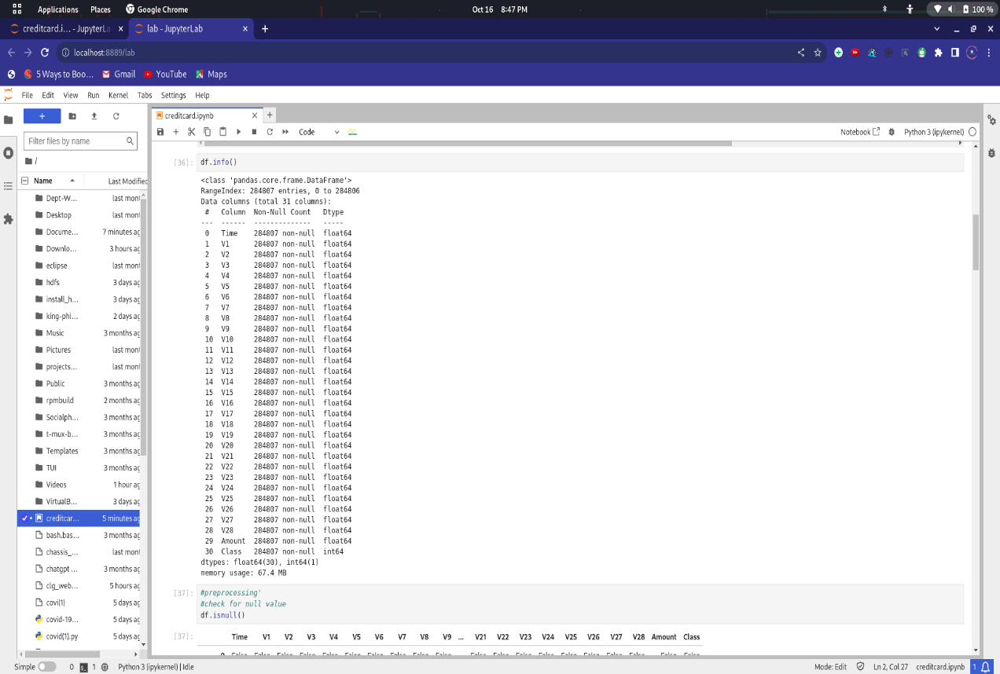 Applications Places Google Chrome Oct 16 8:47 PM 100 %
creditcard.i... - JupyterLa × lab - JupyterLab × +
localhost:8889/lab
5 Ways to Boo... Gmail YouTube Maps
File Edit View Run Kernel Tabs Settings Help
+
creditcard.ipynb × +
Code Notebook Python 3 (ipykernel)
Filter files by name
/
Name Last Modified
Dept-W... last mont
Desktop last mont
Docume... 7 minutes ag
Downlo... 3 hours ag
eclipse last mont
hdfs 3 days ag
install_h... 3 days ag
king-phi... 2 days ag
Music 3 months ag
Pictures last mont
projects... last mont
Public 3 months ag
rpmbuild 2 months ag
Socialph... 3 months ag
t-mux-b... 3 months ag
Templates 3 months ag
TUI 3 months ag
Videos 1 hour ag
VirtualB... 3 days ag
creditcar... 5 minutes ag
bash.bas... 3 months ag
chassis_... last mont
chatgpt ... 3 months ag
clg_web... 5 hours ag
covi(1) 5 days ag
covid-19... 5 days ag
covid(1).py 5 days ag
[36]: df.info()
<class 'pandas.core.frame.DataFrame'>
RangeIndex: 284807 entries, 0 to 284806
Data columns (total 31 columns):
# Column Non-Null Count Dtype
--- ------ -------------- -----
0 Time 284807 non-null float64
1 V1 284807 non-null float64
2 V2 284807 non-null float64
3 V3 284807 non-null float64
4 V4 284807 non-null float64
5 V5 284807 non-null float64
6 V6 284807 non-null float64
7 V7 284807 non-null float64
8 V8 284807 non-null float64
9 V9 284807 non-null float64
10 V10 284807 non-null float64
11 V11 284807 non-null float64
12 V12 284807 non-null float64
13 V13 284807 non-null float64
14 V14 284807 non-null float64
15 V15 284807 non-null float64
16 V16 284807 non-null float64
17 V17 284807 non-null float64
18 V18 284807 non-null float64
19 V19 284807 non-null float64
20 V20 284807 non-null float64
21 V21 284807 non-null float64
22 V22 284807 non-null float64
23 V23 284807 non-null float64
24 V24 284807 non-null float64
25 V25 284807 non-null float64
26 V26 284807 non-null float64
27 V27 284807 non-null float64
28 V28 284807 non-null float64
29 Amount 284807 non-null float64
30 Class 284807 non-null int64
dtypes: float64(30), int64(1)
memory usage: 67.4 MB
[37]: #preprocessing'
#check for null value
df.isnull()
[37]: Time V1 V2 V3 V4 V5 V6 V7 V8 V9 ... V21 V22 V23 V24 V25 V26 V27 V28 Amount Class
Simple 0 1 Python 3 (ipykernel) | Idle Mode: Edit Ln 2, Col 27 creditcard.ipynb 1